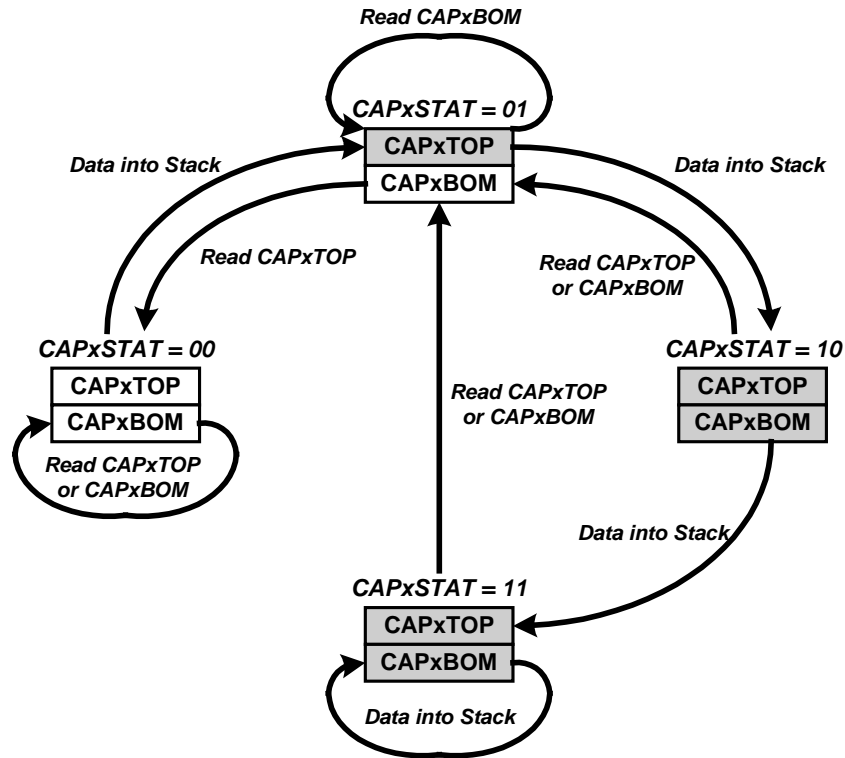 Read CAPxBOM
CAPxSTAT = 01
CAPxTOP
CAPxBOM
Data into Stack
Data into Stack
Read CAPxTOP
Read CAPxTOP
or CAPxBOM
CAPxSTAT = 00
CAPxTOP
CAPxBOM
Read CAPxTOP
or CAPxBOM
Read CAPxTOP
or CAPxBOM
CAPxSTAT = 10
CAPxTOP
CAPxBOM
Data into Stack
CAPxSTAT = 11
CAPxTOP
CAPxBOM
Data into Stack